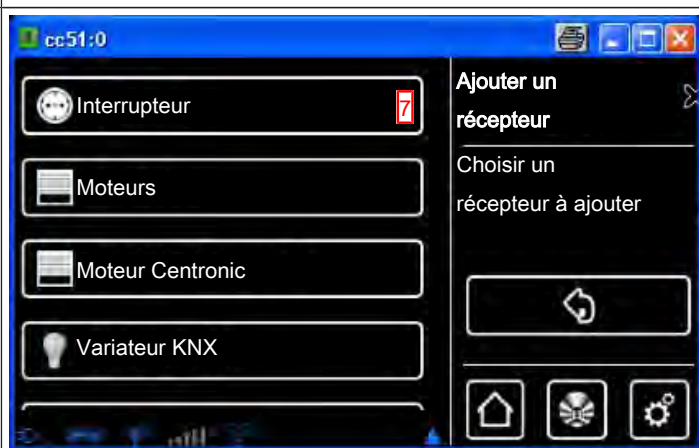 cc51:0
Interrupteur 7
Moteurs
Moteur Centronic
Variateur KNX
Ajouter un
récepteur
Choisir un
récepteur à ajouter